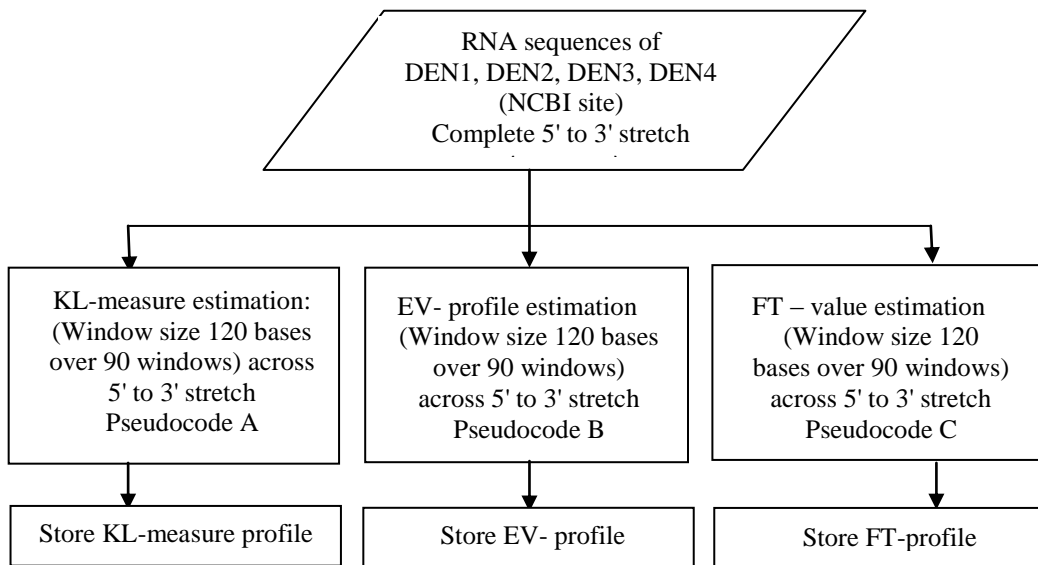 RNA sequences of
DEN1, DEN2, DEN3, DEN4
(NCBI site)
Complete 5' to 3' stretch
KL-measure estimation:
(Window size 120 bases
over 90 windows) across
5' to 3' stretch
Pseudocode A
EV- profile estimation
(Window size 120 bases
over 90 windows)
across 5' to 3' stretch
Pseudocode B
FT – value estimation
(Window size 120
bases over 90 windows)
across 5' to 3' stretch
Pseudocode C
Store KL-measure profile
Store EV- profile
Store FT-profile